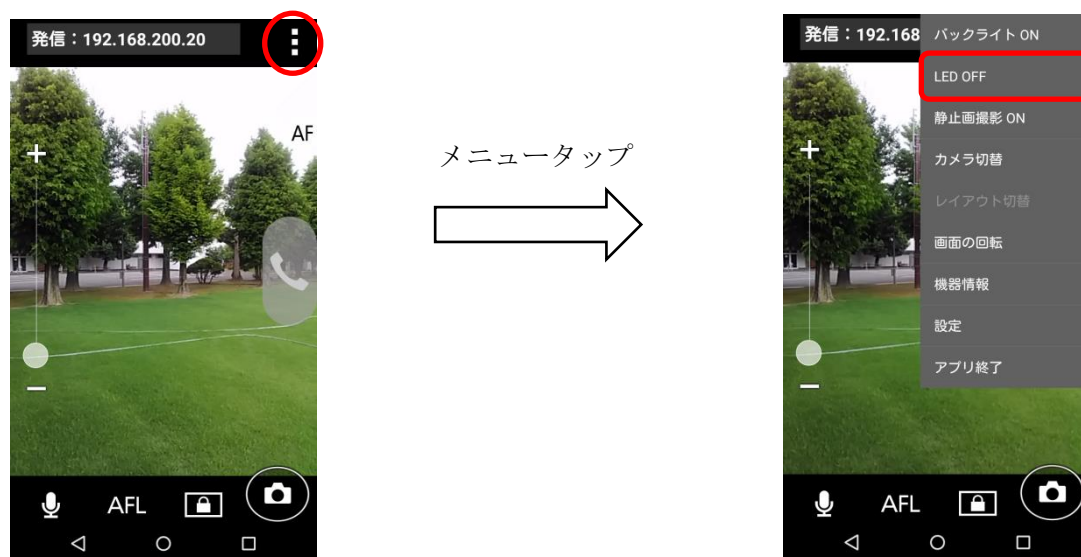 発信：192.168.200.20
AF
AFL
メニュータップ
発信：192.168
バックライト ON
LED OFF
静止画撮影 ON
カメラ切替
レイアウト切替
画面の回転
機器情報
設定
アプリ終了
AFL